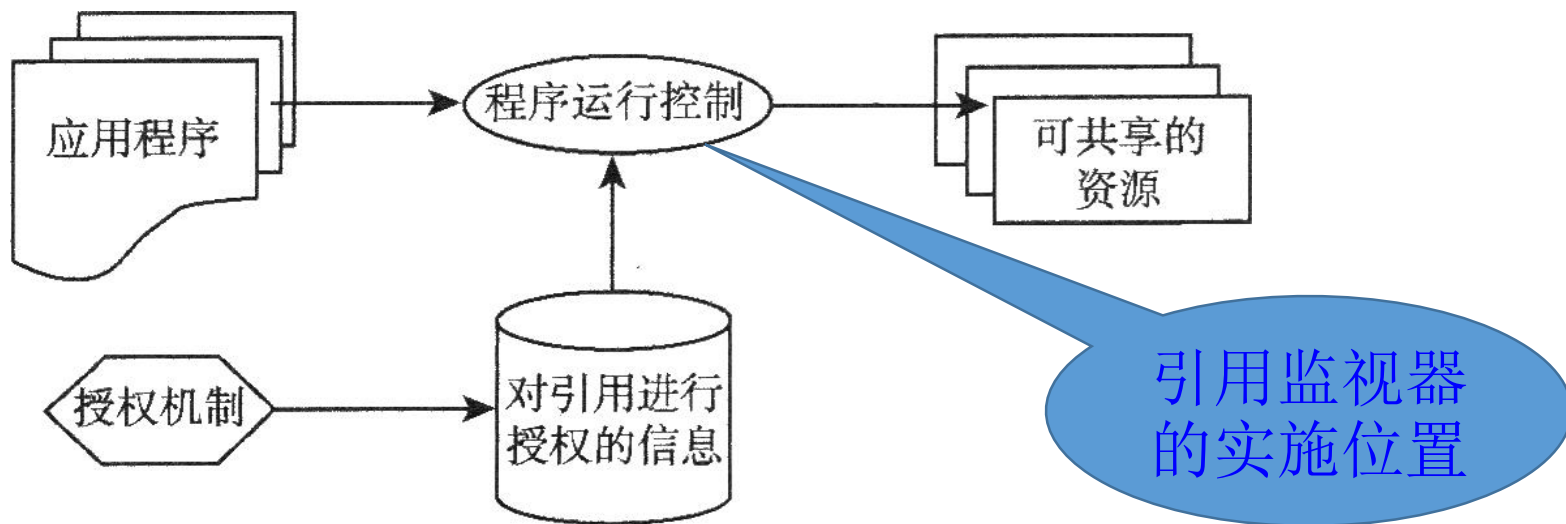 应用程序
程序运行控制
可共享的
资源
授权机制
对引用进行
授权的信息
引用监视器
的实施位置